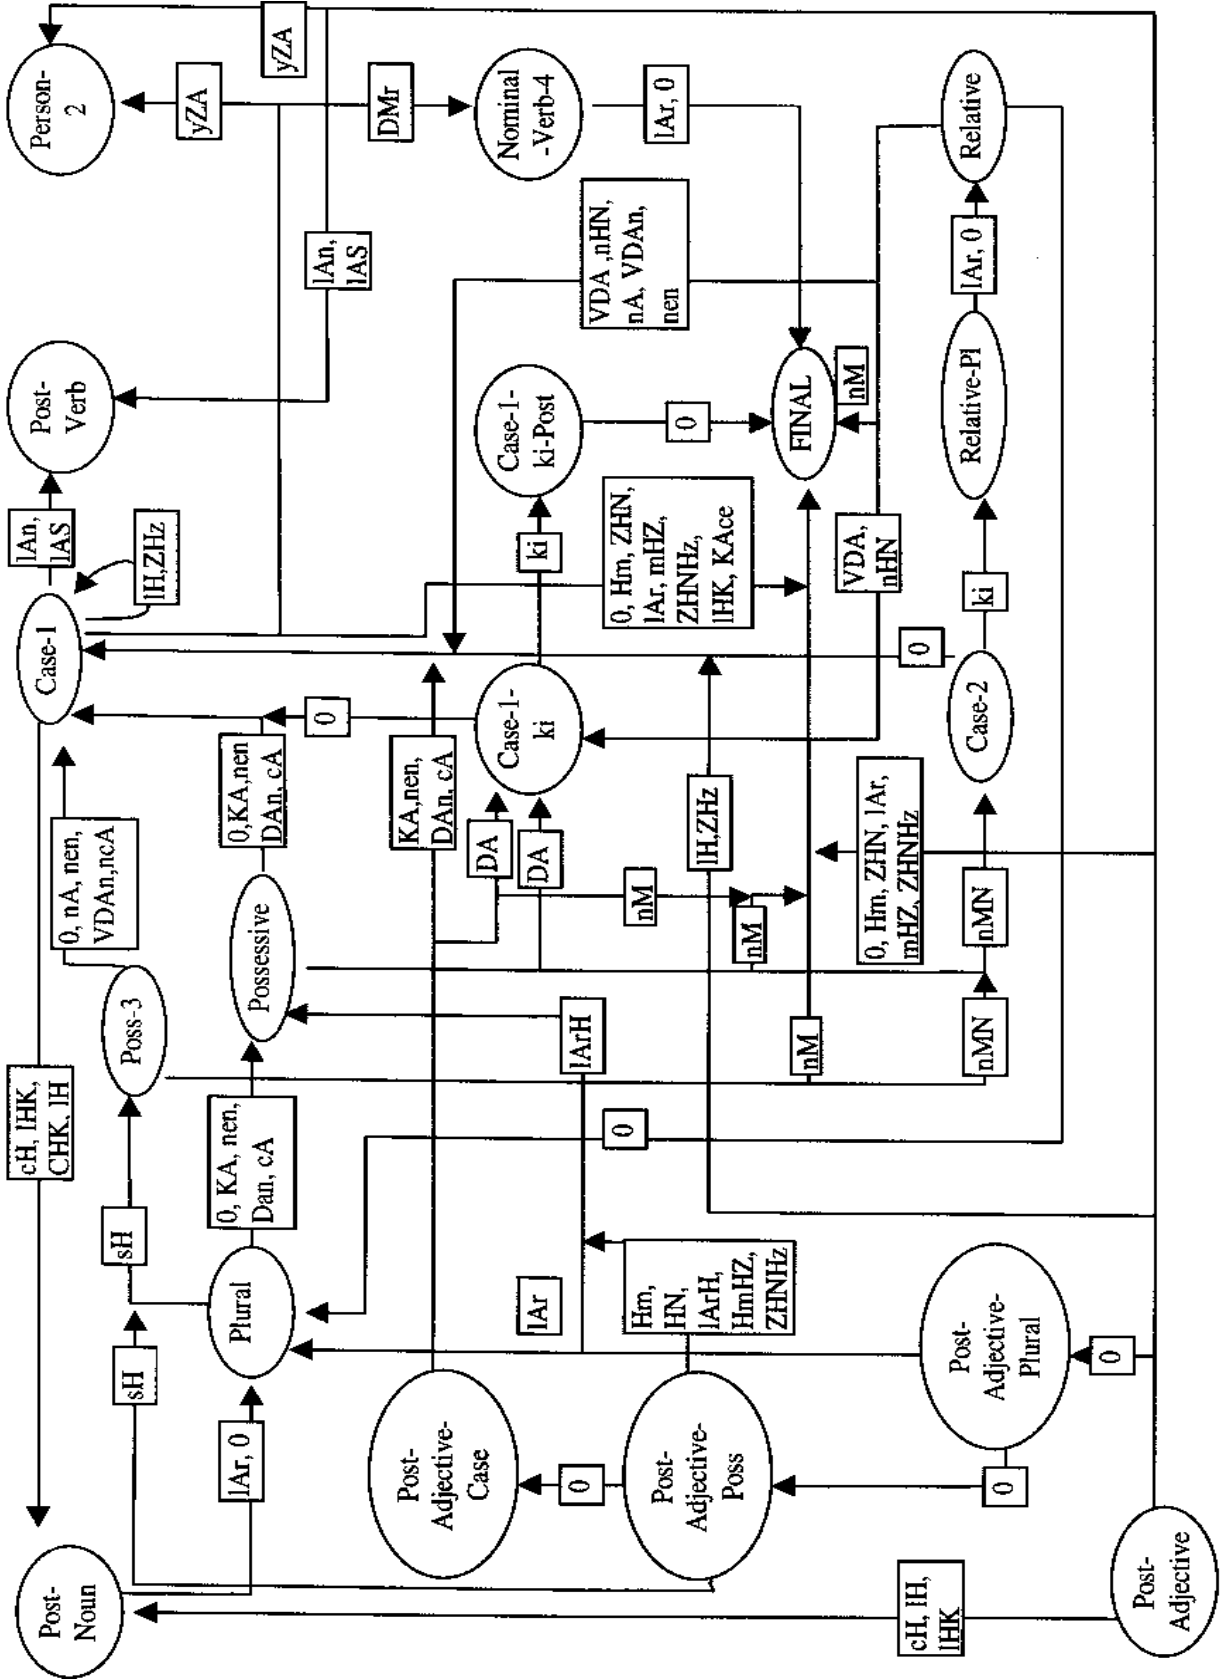 Post-
Noun
cH, lHK,
CHK, lH
Case-1
lAn,
lAS
Post-
Verb
Person-
2
0, nA, nen,
VDAn,ncA
lH,ZHz
sH
sH
Poss-3
yZA
yZA
lAr, 0
Plural
0, KA, nen,
Dan, cA
Possessive
0,KA,nen
DAn, cA
0
lAn,
lAS
DMr
Post-
Adjective-
Case
KA,nen,
DAn, cA
DA
DA
Case-1-
ki
ki
Case-1-
ki-Post
Nominal
-Verb-4
0
lAr
lArH
VDA ,nHN,
nA, VDAn,
nen
Post-
Adjective-
Poss
Hm,
HN,
lArH,
HmHZ,
ZHNHz
0
nM
nM
lH,ZHz
0, Hm, ZHN,
lAr, mHZ,
ZHNHz,
lHK, KAce
0
lAr, 0
nM
FINAL
nM
cH, lH,
lHK
0
Post-
Adjective-
Plural
0
nMN
nMN
0, Hm, ZHN, lAr,
mHZ, ZHNHz
VDA,
nHN
0
Case-2
ki
Relative-Pl
lAr, 0
Relative
Post-
Adjective